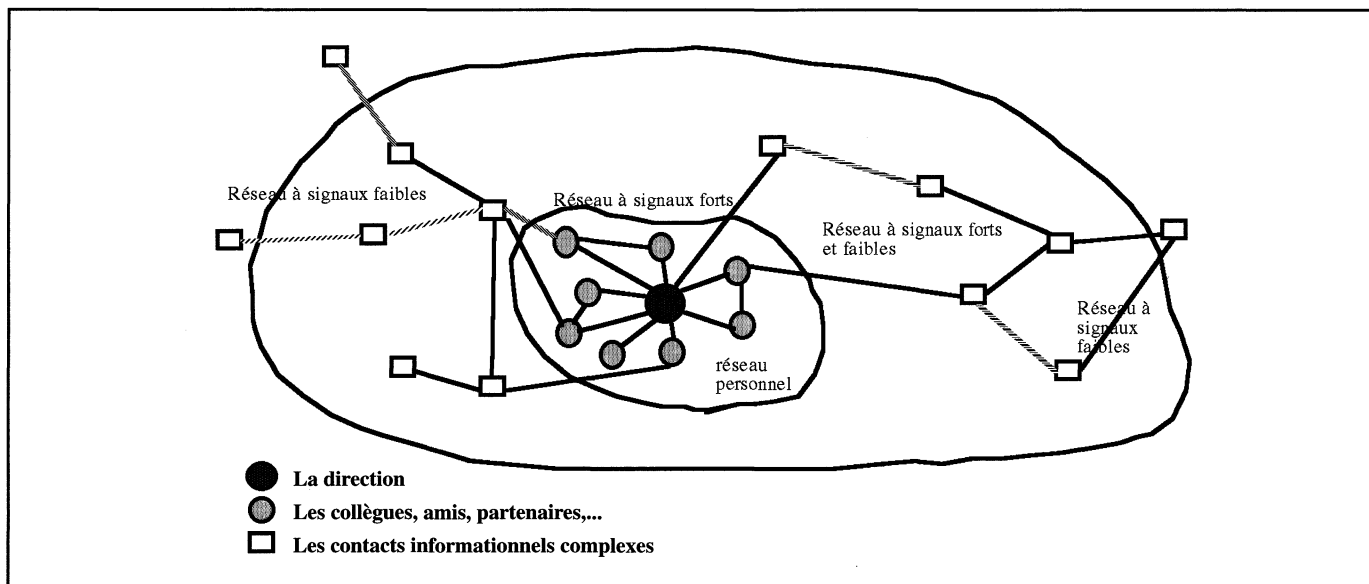 Réseau à signaux faibles
Réseau à signaux forts
Réseau à signaux forts
et faibles
Réseau à
signaux
faibles
réseau
personnel
La direction
Les collègues, amis, partenaires,...
Les contacts informationnels complexes